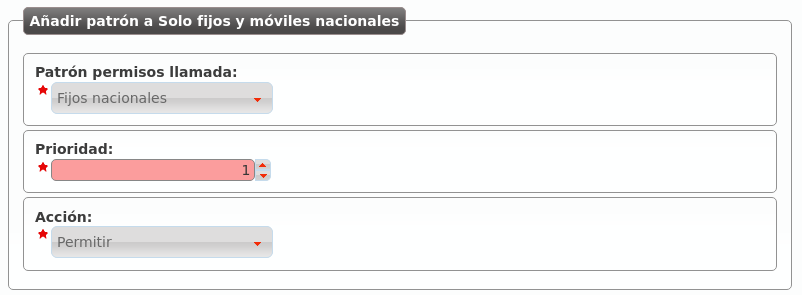 Añadir patrón a Solo fijos y móviles nacionales
Patrón permisos llamada:
Fijos nacionales
Prioridad:
1
Acción:
Permitir